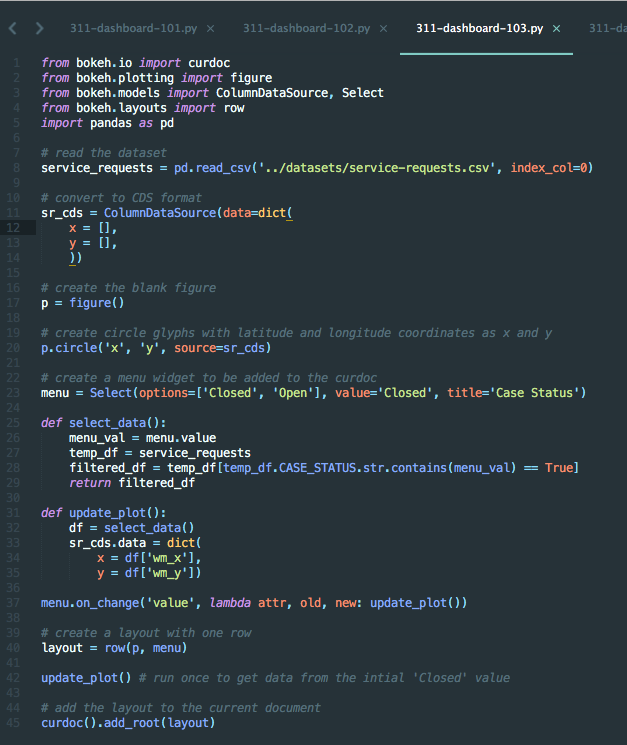 311-dashboard-101.py × 311-dashboard-102.py × 311-dashboard-103.py × 311-da
1 from bokeh.io import curdoc
2 from bokeh.plotting import figure
3 from bokeh.models import ColumnDataSource, Select
4 from bokeh.layouts import row
5 import pandas as pd
6
7 # read the dataset
8 service_requests = pd.read_csv('../datasets/service-requests.csv', index_col=0)
9
10 # convert to CDS format
11 sr_cds = ColumnDataSource(data=dict(
12     x = [],
13     y = [],
14     ))
15
16 # create the blank figure
17 p = figure()
18
19 # create circle glyphs with latitude and longitude coordinates as x and y
20 p.circle('x', 'y', source=sr_cds)
21
22 # create a menu widget to be added to the curdoc
23 menu = Select(options=['Closed', 'Open'], value='Closed', title='Case Status')
24
25 def select_data():
26     menu_val = menu.value
27     temp_df = service_requests
28     filtered_df = temp_df[temp_df.CASE_STATUS.str.contains(menu_val) == True]
29     return filtered_df
30
31 def update_plot():
32     df = select_data()
33     sr_cds.data = dict(
34         x = df['wm_x'],
35         y = df['wm_y'])
36
37 menu.on_change('value', lambda attr, old, new: update_plot())
38
39 # create a layout with one row
40 layout = row(p, menu)
41
42 update_plot() # run once to get data from the intial 'Closed' value
43
44 # add the layout to the current document
45 curdoc().add_root(layout)